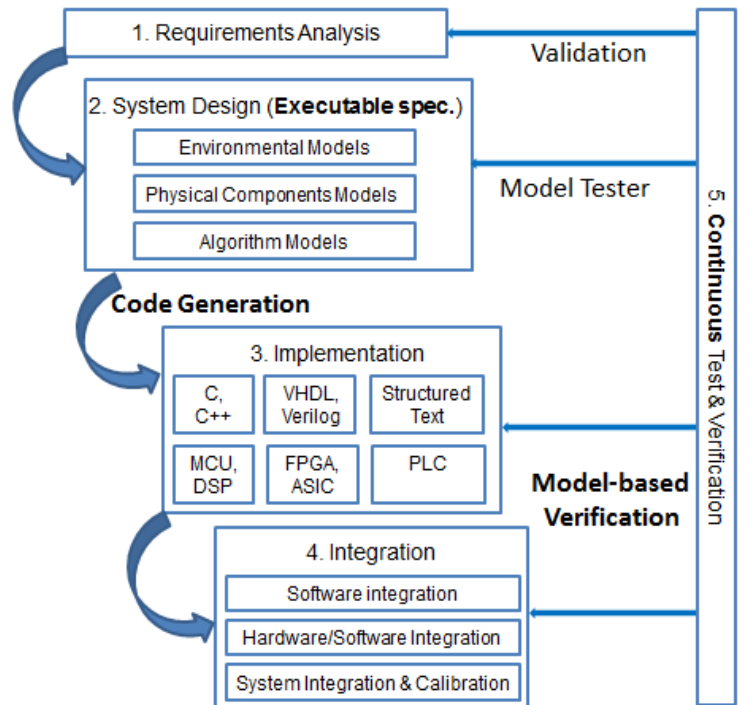 1. Requirements Analysis
Validation
2. System Design (Executable spec.)
Environmental Models
Physical Components Models
Algorithm Models
Model Tester
Code Generation
3. Implementation
C,
C++
VHDL,
Verilog
Structured
Text
MCU,
DSP
FPGA,
ASIC
PLC
Model-based
Verification
4. Integration
Software integration
Hardware/Software Integration
System Integration & Calibration
5. Continuous Test & Verification